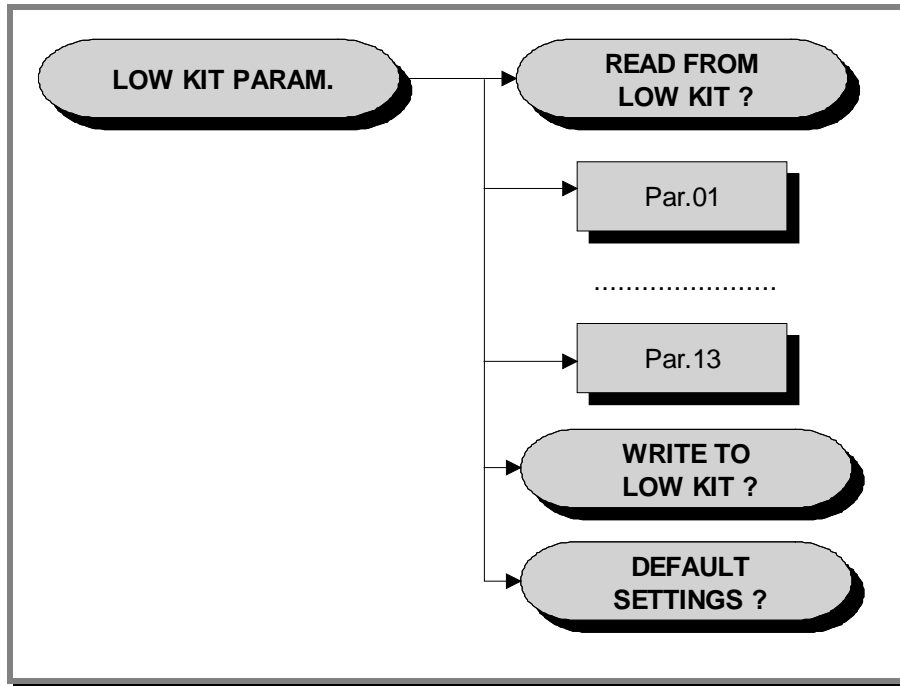 LOW KIT PARAM.
READ FROM
LOW KIT ?
Par.01
.......................
Par.13
WRITE TO
LOW KIT ?
DEFAULT
SETTINGS ?